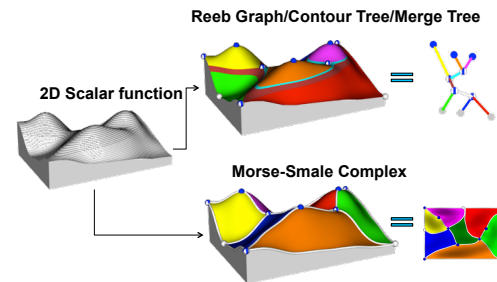 Reeb Graph/Contour Tree/Merge Tree
2D Scalar function
Morse-Smale Complex